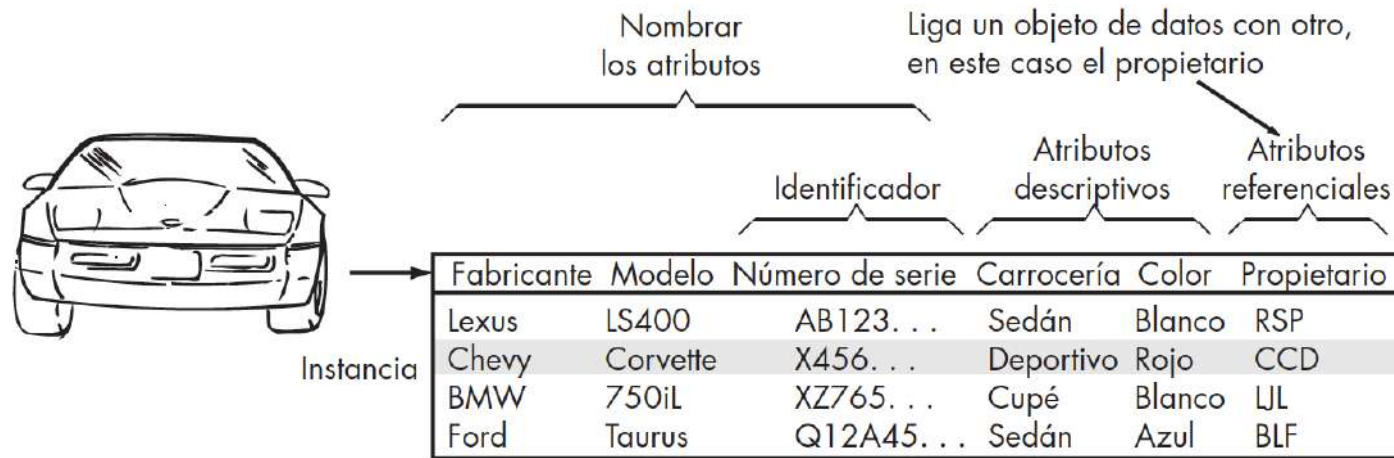 Nombrar
los atributos
Liga un objeto de datos con otro,
en este caso el propietario
Identificador
Atributos
descriptivos
Atributos
referenciales
Fabricante Modelo Número de serie Carrocería Color Propietario
Lexus LS400 AB123. . . Sedán Blanco RSP
Instancia
Chevy Corvette X456. . . Deportivo Rojo CCD
BMW 750iL XZ765. . . Cupé Blanco LJL
Ford Taurus Q12A45. . . Sedán Azul BLF